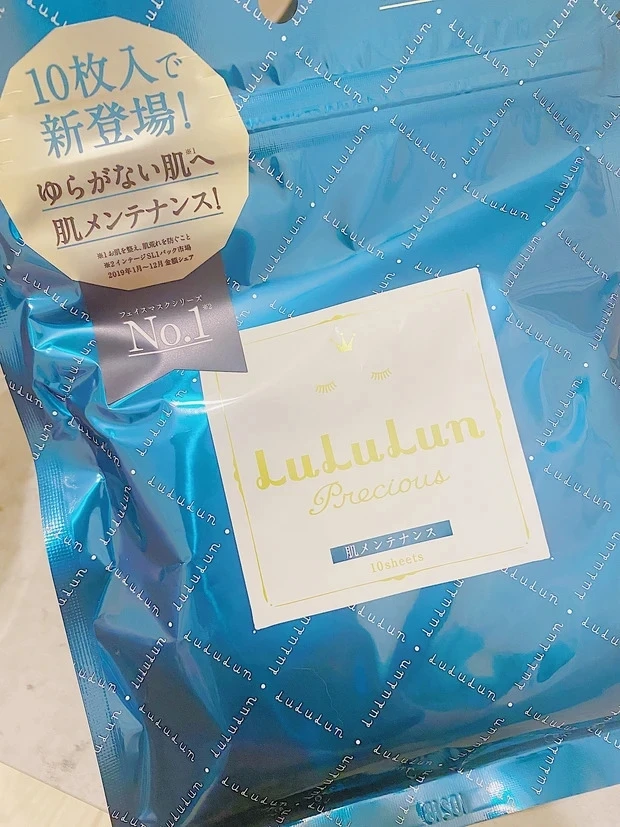 10枚入で
新登場!
ゆらがない肌へ※1
肌メンテナンス!
※1 お肌を整え、肌荒れを防ぐこと
※2 インテージSLIパック市場
2019年1月〜12月 金額シェア
フェイスマスクシリーズ
No.1※2
LuLuLun
Precious
肌メンテナンス
10sheets